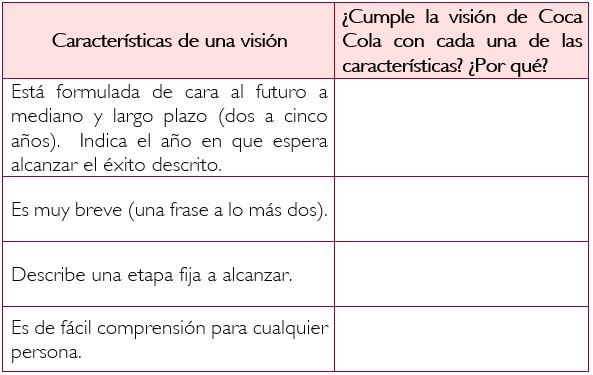 Características de una visión
¿Cumple la visión de Coca
Cola con cada una de las
características? ¿Por qué?
Está formulada de cara al futuro a
mediano y largo plazo (dos a cinco
años). Indica el año en que espera
alcanzar el éxito descrito.
Es muy breve (una frase a lo más dos).
Describe una etapa fija a alcanzar.
Es de fácil comprensión para cualquier
persona.